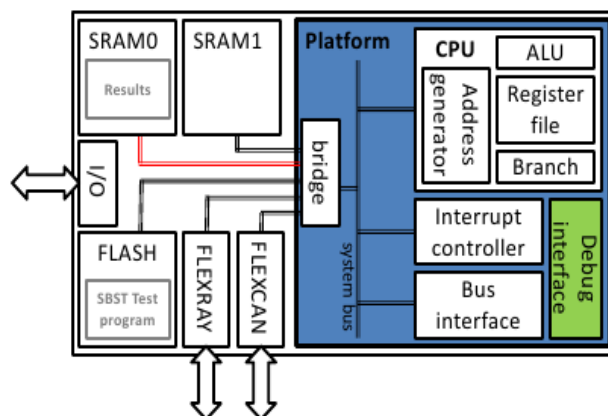 SRAM0
Results
SRAM1
Platform
CPU
ALU
Address
generator
Register
file
Branch
bridge
I/O
system bus
Interrupt
controller
Debug
interface
Bus
interface
FLASH
SBST Test
program
FLEXRAY
FLEXCAN